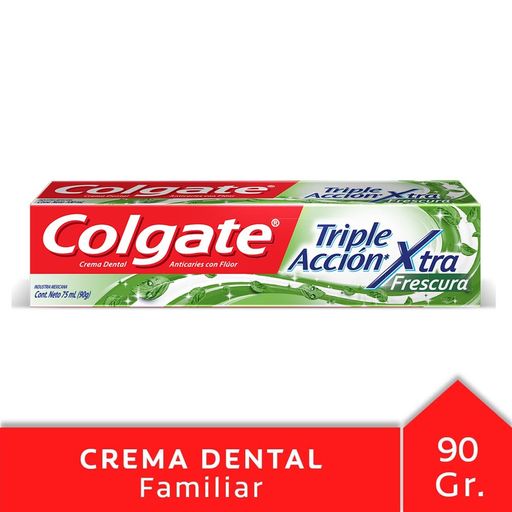 Colgate®
Crema Dental
Anticaries con Flúor
INDUSTRIA MEXICANA
Cont. Neto 75 mL (90g)
Triple
Acción* Xtra
Frescura
CREMA DENTAL
Familiar
90
Gr.